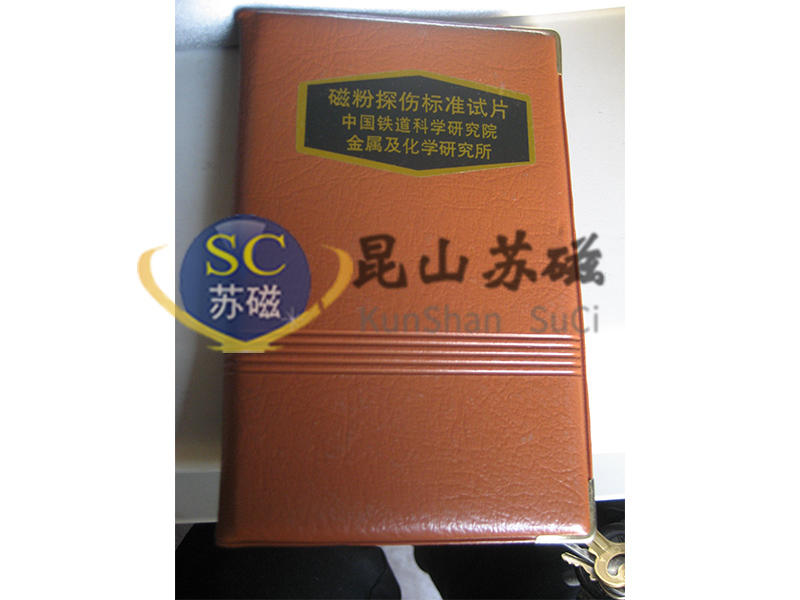 磁粉探伤标准试片
中国铁道科学研究院
金属及化学研究所
SC
苏磁
昆山苏磁
KunShan SuCi